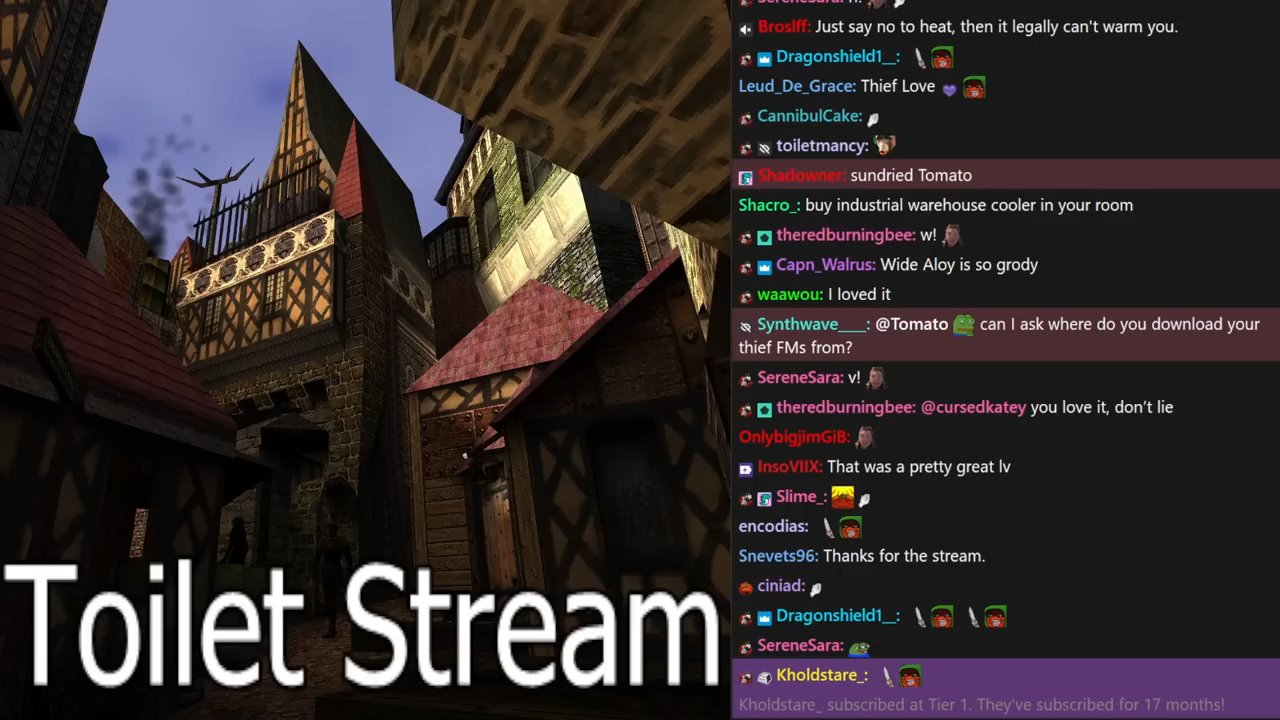 Broslff: Just say no to heat, then it legally can't warm you.
Dragonshield1__:
Leud_De_Grace: Thief Love
CannibulCake:
toiletmancy:
Shadowner: sundried Tomato
Shacro_: buy industrial warehouse cooler in your room
theredburningbee: w!
Capn_Walrus: Wide Aloy is so grody
waawou: I loved it
Synthwave___: @Tomato can I ask where do you download your
thief FMs from?
SereneSara: v!
theredburningbee: @cursedkatey you love it, don’t lie
OnlybigjimGiB:
InsoVIIX: That was a pretty great lv
Slime_:
encodias:
Snevets96: Thanks for the stream.
ciniad:
Dragonshield1__:
SereneSara:
Kholdstare_:
Kholdstare_ subscribed at Tier 1. They've subscribed for 17 months!
Toilet Stream